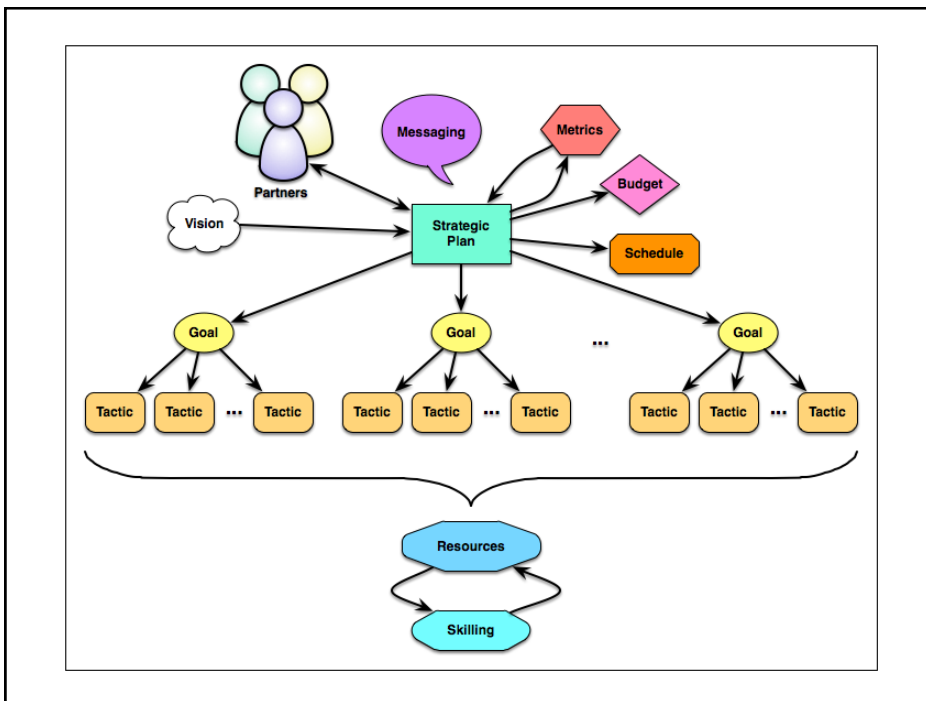 Messaging
Metrics
Partners
Budget
Vision
Strategic
Plan
Schedule
Goal
Goal
...
Goal
Tactic
Tactic
...
Tactic
Tactic
Tactic
...
Tactic
Tactic
Tactic
...
Tactic
Resources
Skilling